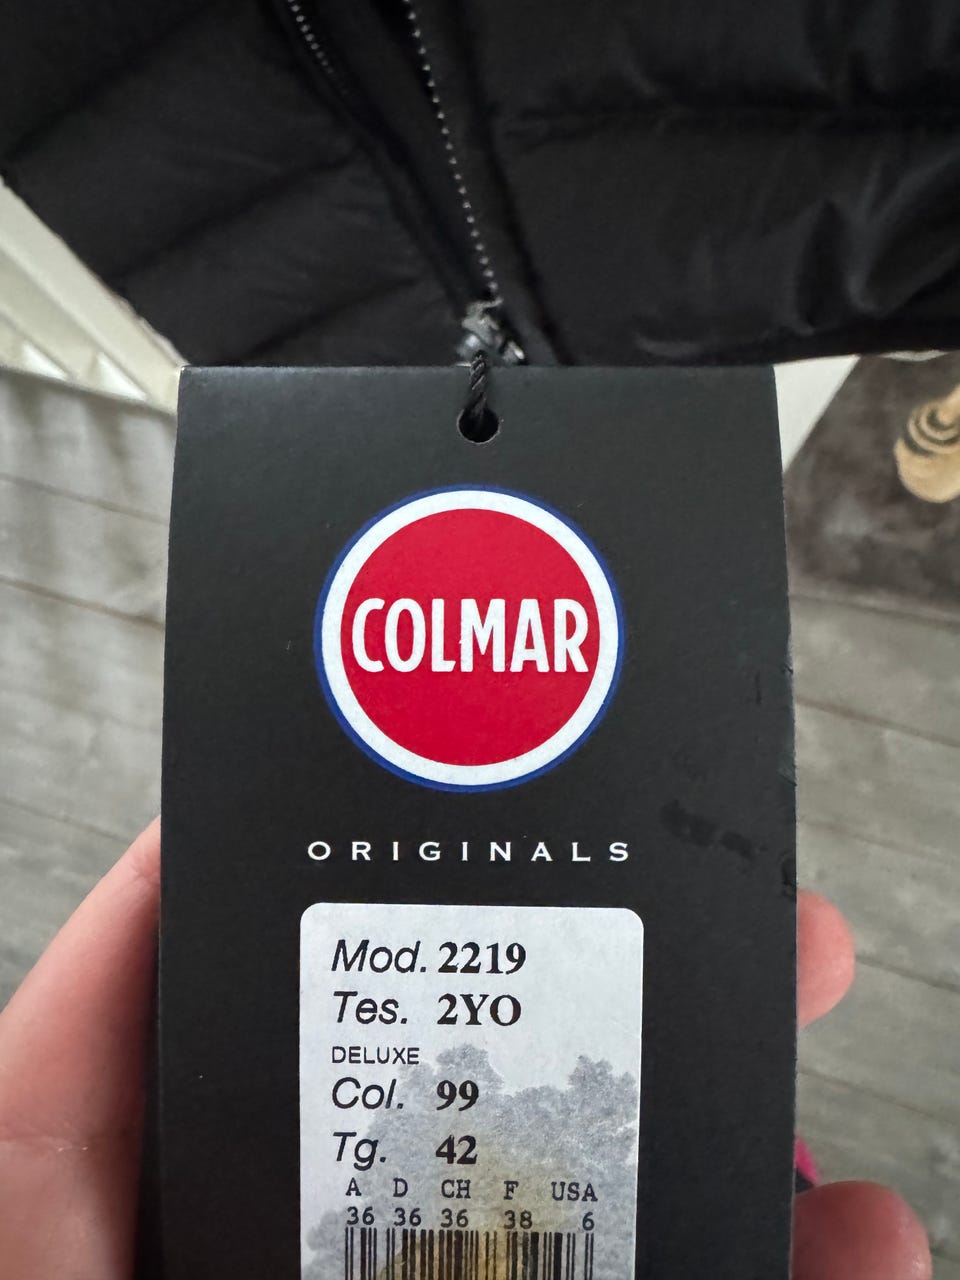 COLMAR
ORIGINALS
Mod. 2219
Tes. 2YO
DELUXE
Col. 99
Tg. 42
A D CH F USA
36 36 36 38 6